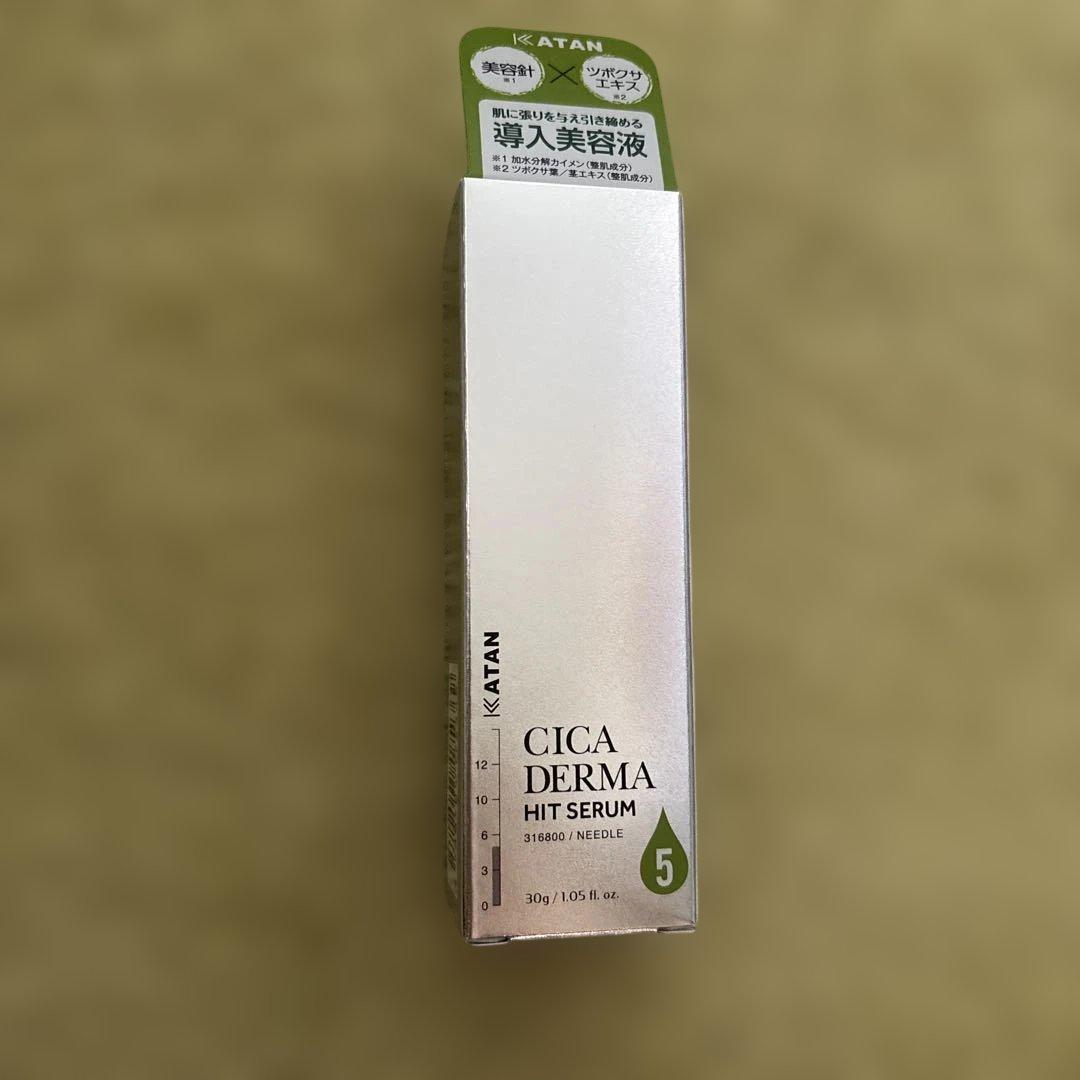 KATAN
美容針
※1
ツボクサ
エキス
※2
肌に張りを与え引き締める
導入美容液
※1 加水分解カイメン(整肌成分)
※2 ツボクサ葉/茎エキス(整肌成分)
KATAN
12
10
6
3
0
CICA
DERMA
HIT SERUM
316800 / NEEDLE
5
30g / 1.05 fl. oz.